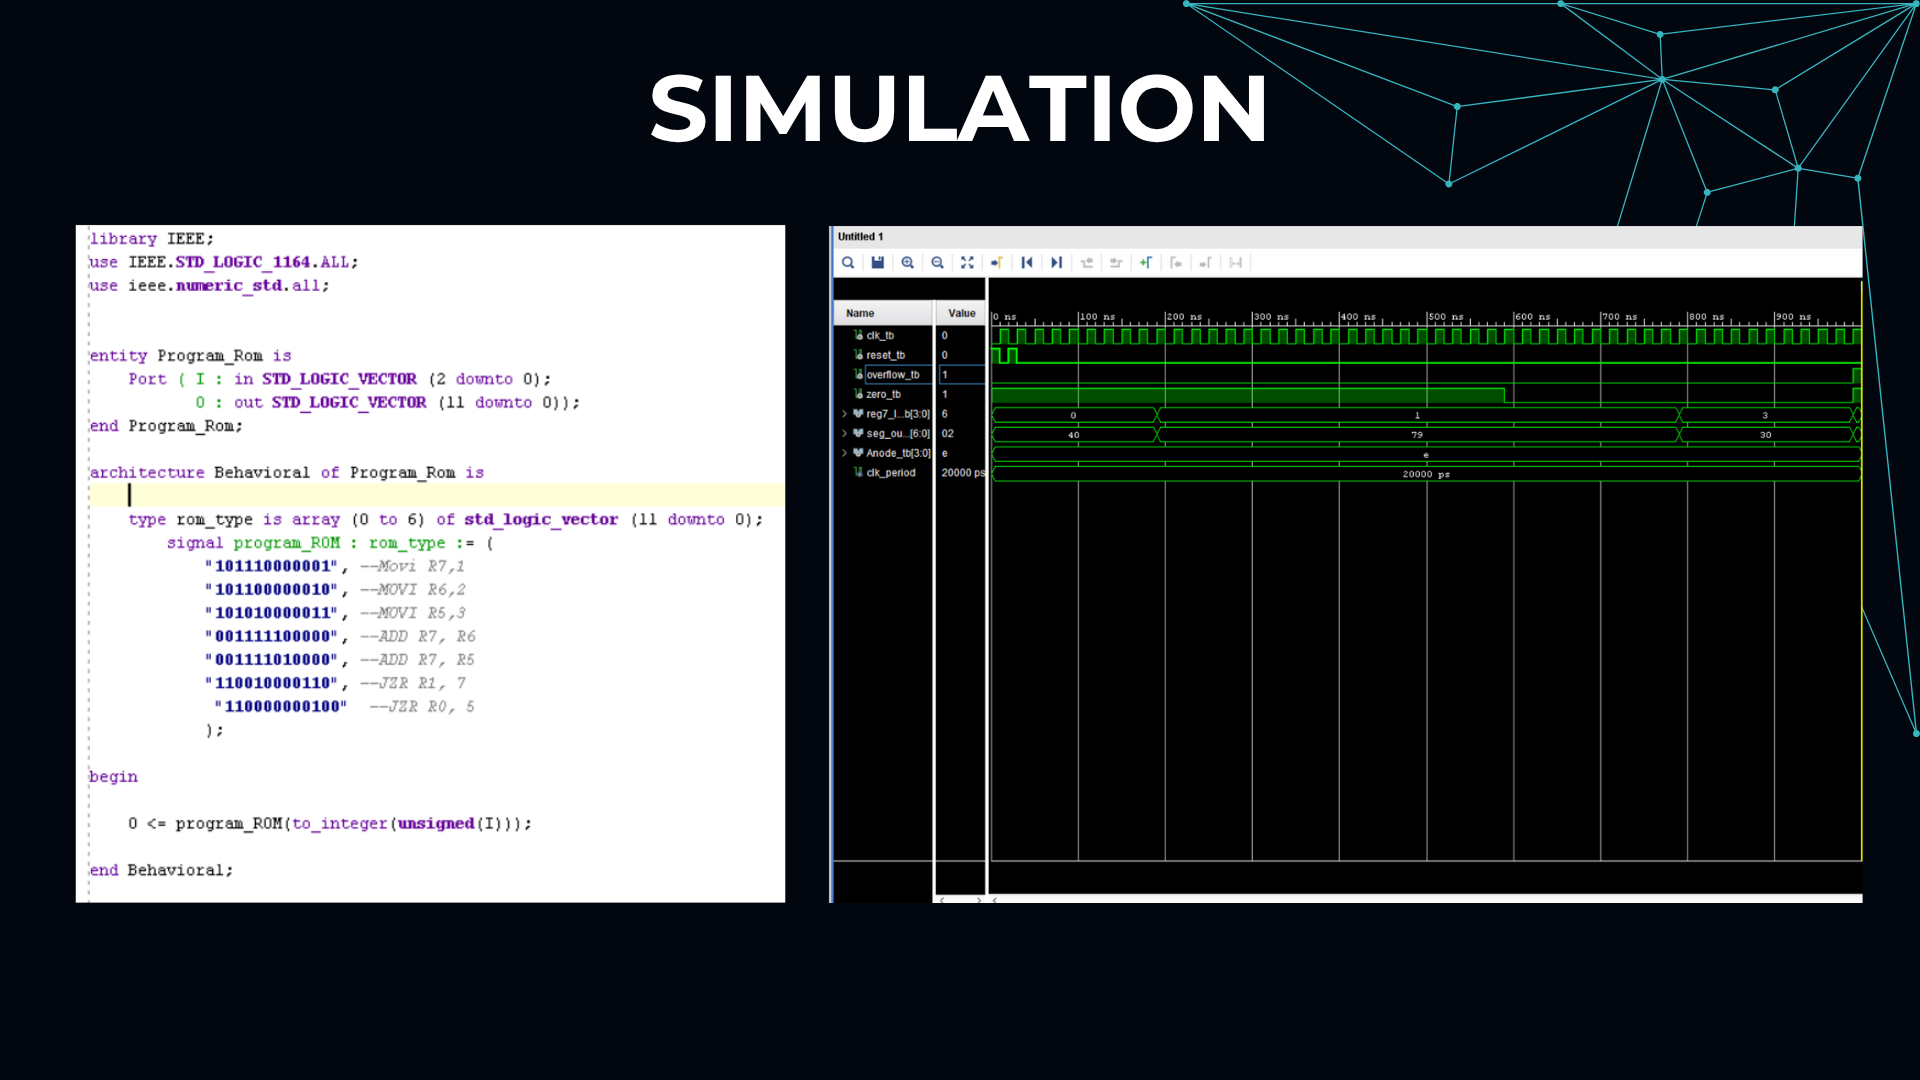 SIMULATION
library IEEE;
use IEEE.STD_LOGIC_1164.ALL;
use ieee.numeric_std.all;
entity Program_Rom is
Port ( I : in STD_LOGIC_VECTOR (2 downto 0);
O : out STD_LOGIC_VECTOR (11 downto 0));
end Program_Rom;
architecture Behavioral of Program_Rom is
type rom_type is array (0 to 6) of std_logic_vector (11 downto 0);
signal program_ROM : rom_type := (
"101110000001", --Movi R7,1
"101100000010", --MOVI R6,2
"101010000011", --MOVI R5,3
"001111100000", --ADD R7, R6
"001111010000", --ADD R7, R5
"110010000110", --JZR R1, 7
"110000000100" --JZR R0, 5
);
begin
O <= program_ROM(to_integer(unsigned(I)));
end Behavioral;
Untitled 1
Name Value
0 ns 100 ns 200 ns 300 ns 400 ns 500 ns 600 ns 700 ns 800 ns 900 ns
clk_tb 0
reset_tb 0
overflow_tb 1
zero_tb 1
reg7_l...b[3:0] 6 0 1 3
seg_ou...[6:0] 02 40 79 30
Anode_tb[3:0] e e
clk_period 20000 ps 20000 ps